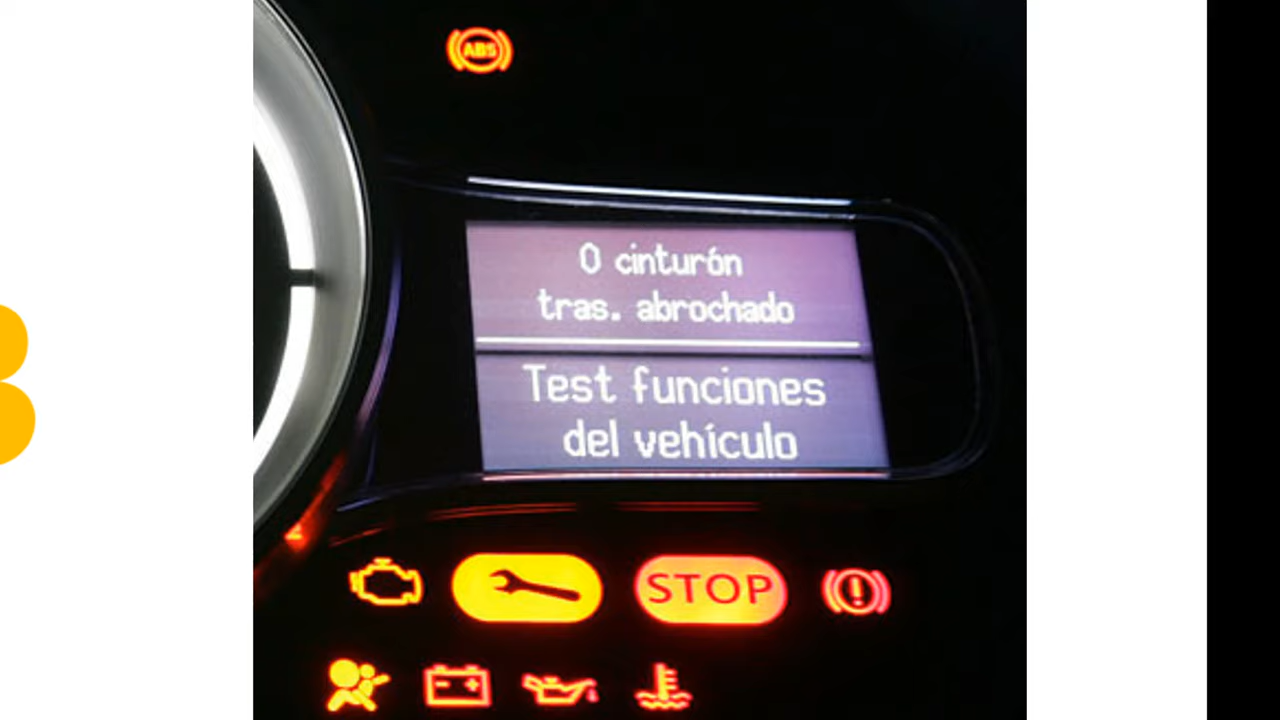 ABS
0 cinturón
tras. abrochado
Test funciones
del vehículo
STOP